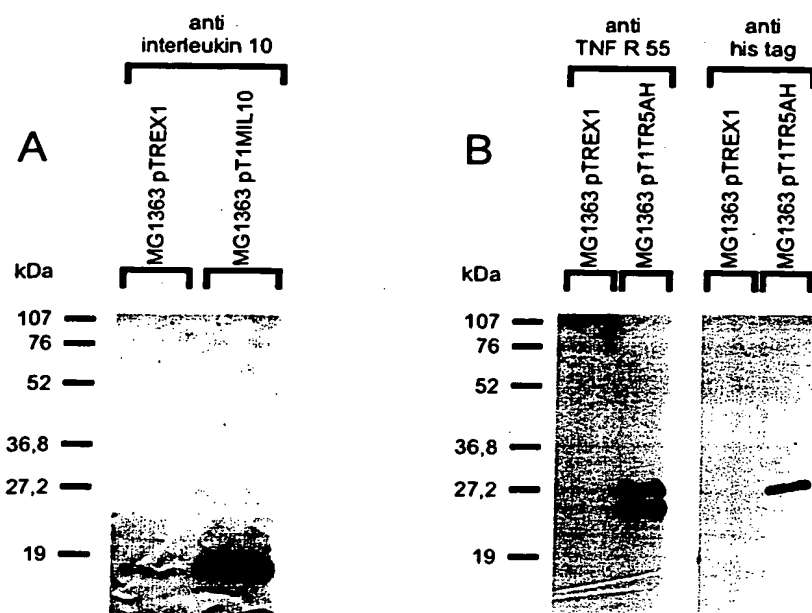 anti
interleukin 10
A
MG1363 pTREX1
MG1363 pT1MIL10
kDa
107
76
52
36,8
27,2
19
anti
TNF R 55
anti
his tag
B
MG1363 pTREX1
MG1363 pT1TR5AH
MG1363 pTREX1
MG1363 pT1TR5AH
kDa
107
76
52
36,8
27,2
19